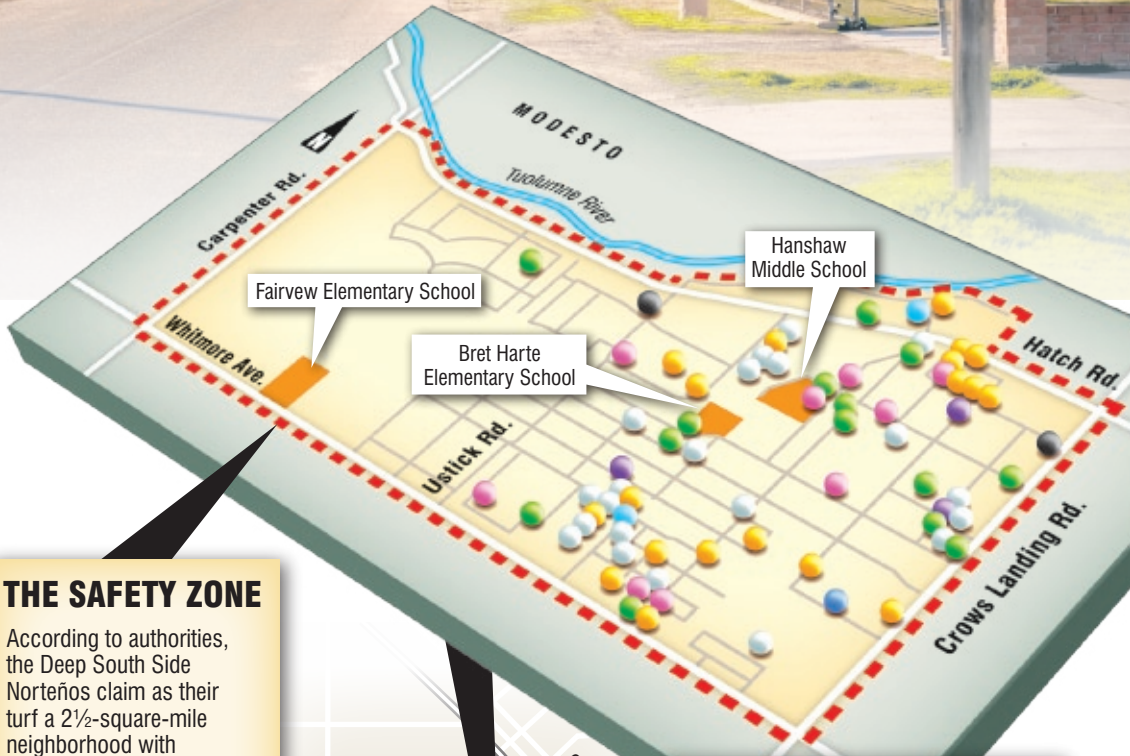 MODESTO
N
Tuolumne River
Carpenter Rd.
Hanshaw
Middle School
Fairvew Elementary School
Whitmore Ave.
Bret Harte
Elementary School
Hatch Rd.
Ustick Rd.
Crows Landing Rd.
THE SAFETY ZONE
According to authorities,
the Deep South Side
Norteños claim as their
turf a 2½-square-mile
neighborhood with